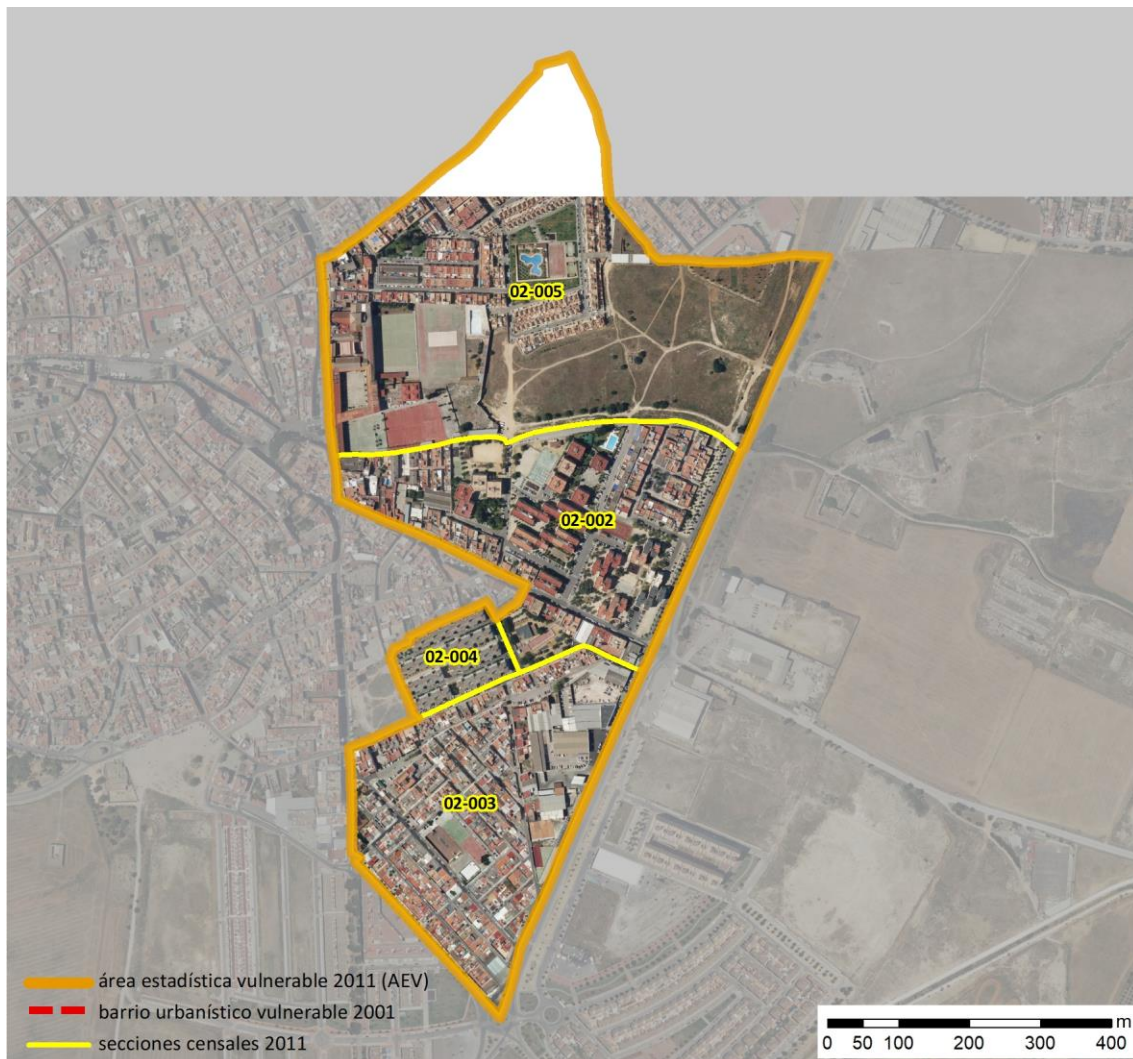 02-005
02-002
02-004
02-003
área estadística vulnerable 2011 (AEV)
barrio urbanístico vulnerable 2001
secciones censales 2011
m
0 50 100 200 300 400